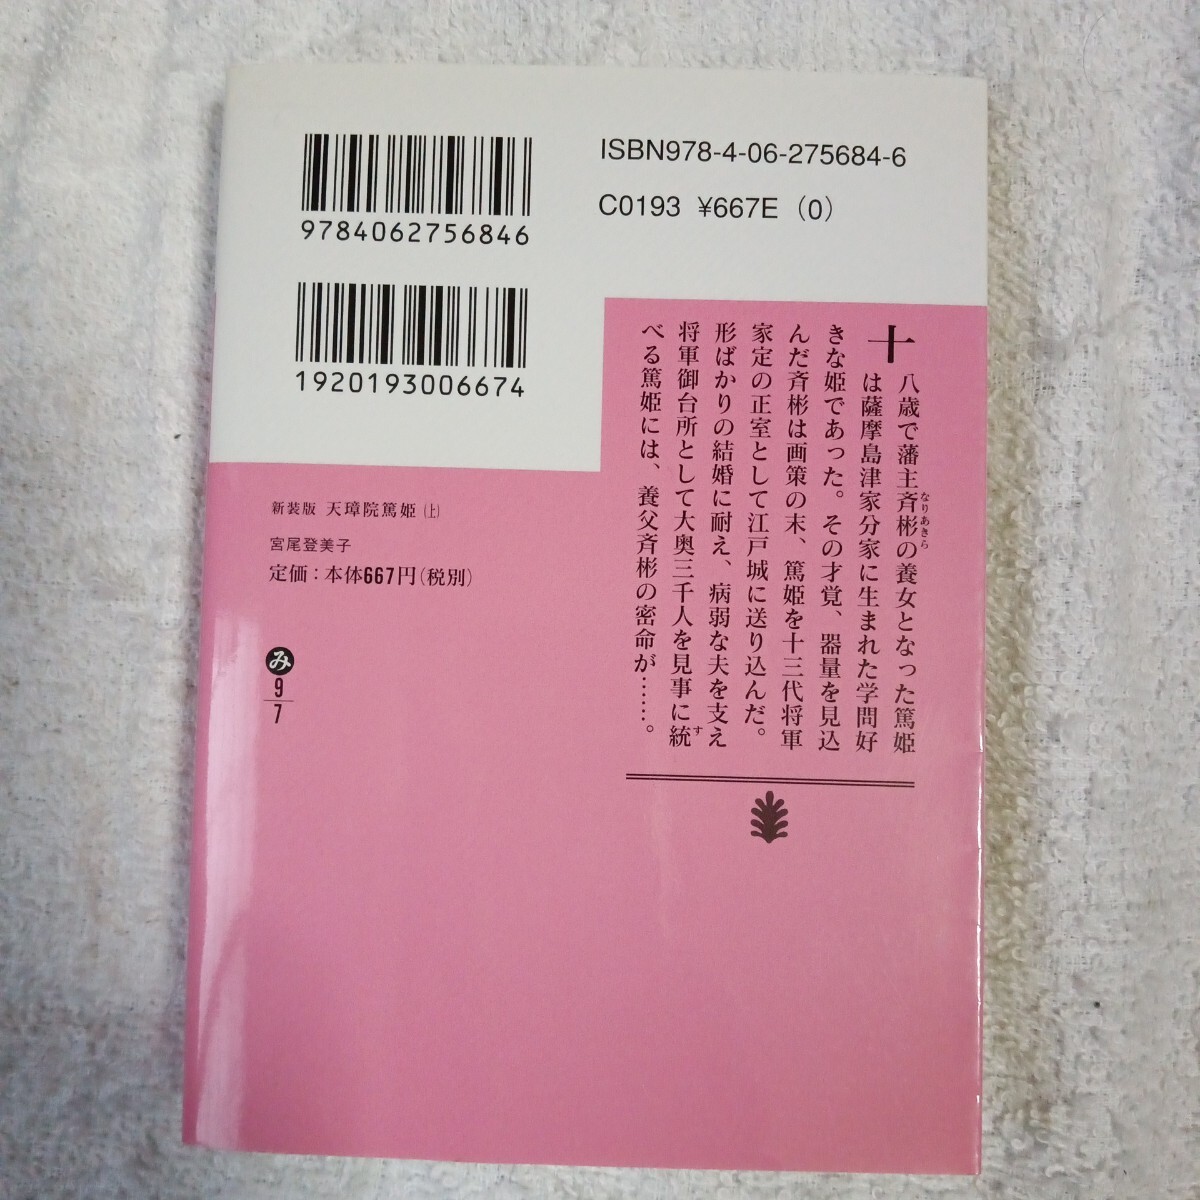 ISBN978-4-06-275684-6
C0193 ¥667E (0)
9784062756846
1920193006674
十八歳で藩主斉彬の養女となった篤姫
なりあきら
は薩摩島津家分家に生まれた学問好
きな姫であった。その才覚、器量を見込
んだ斉彬は画策の末、篤姫を十三代将軍
家定の正室として江戸城に送り込んだ。
形ばかりの結婚に耐え、病弱な夫を支え
将軍御台所として大奥三千人を見事に統
す
べる篤姫には、養父斉彬の密命が……。
新装版 天璋院篤姫(上)
宮尾登美子
定価:本体667円(税別)
み
9
7